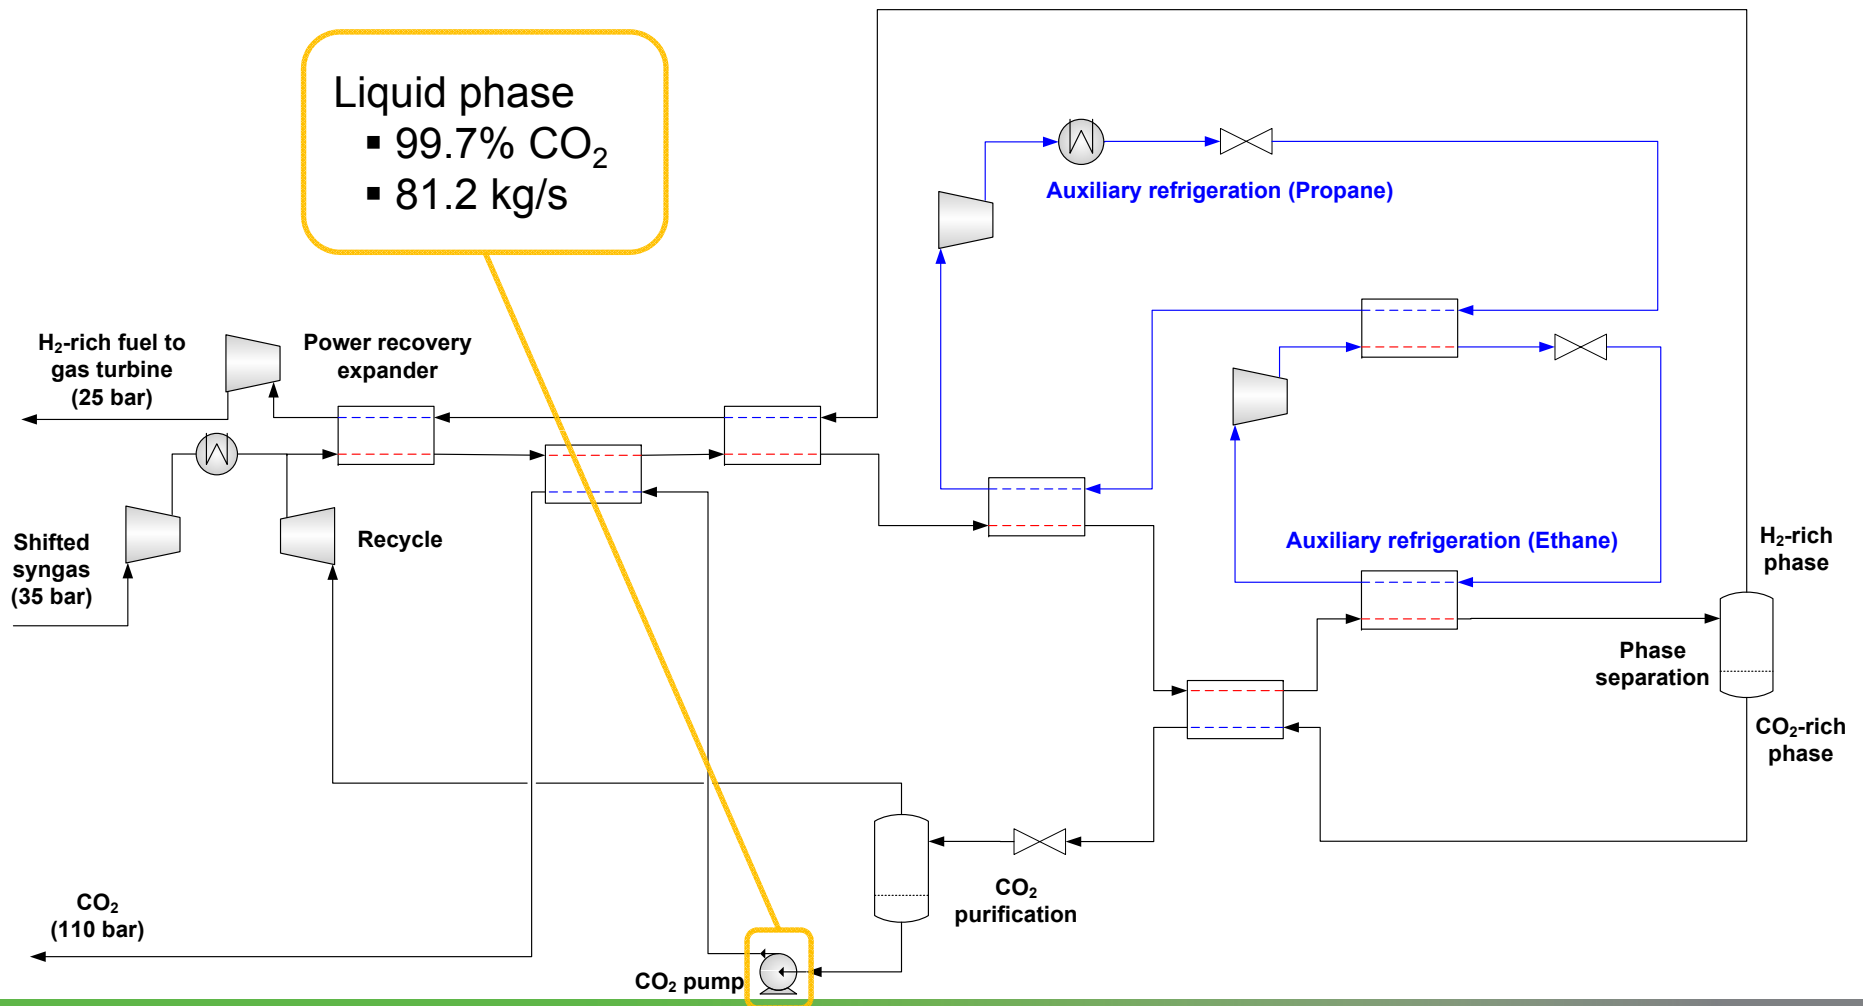 Liquid phase
▪ 99.7% CO₂
▪ 81.2 kg/s
Auxiliary refrigeration (Propane)
H₂-rich fuel to
gas turbine
(25 bar)
Power recovery
expander
Shifted
syngas
(35 bar)
Recycle
Auxiliary refrigeration (Ethane)
H₂-rich
phase
Phase
separation
CO₂-rich
phase
CO₂
purification
CO₂
(110 bar)
CO₂ pump